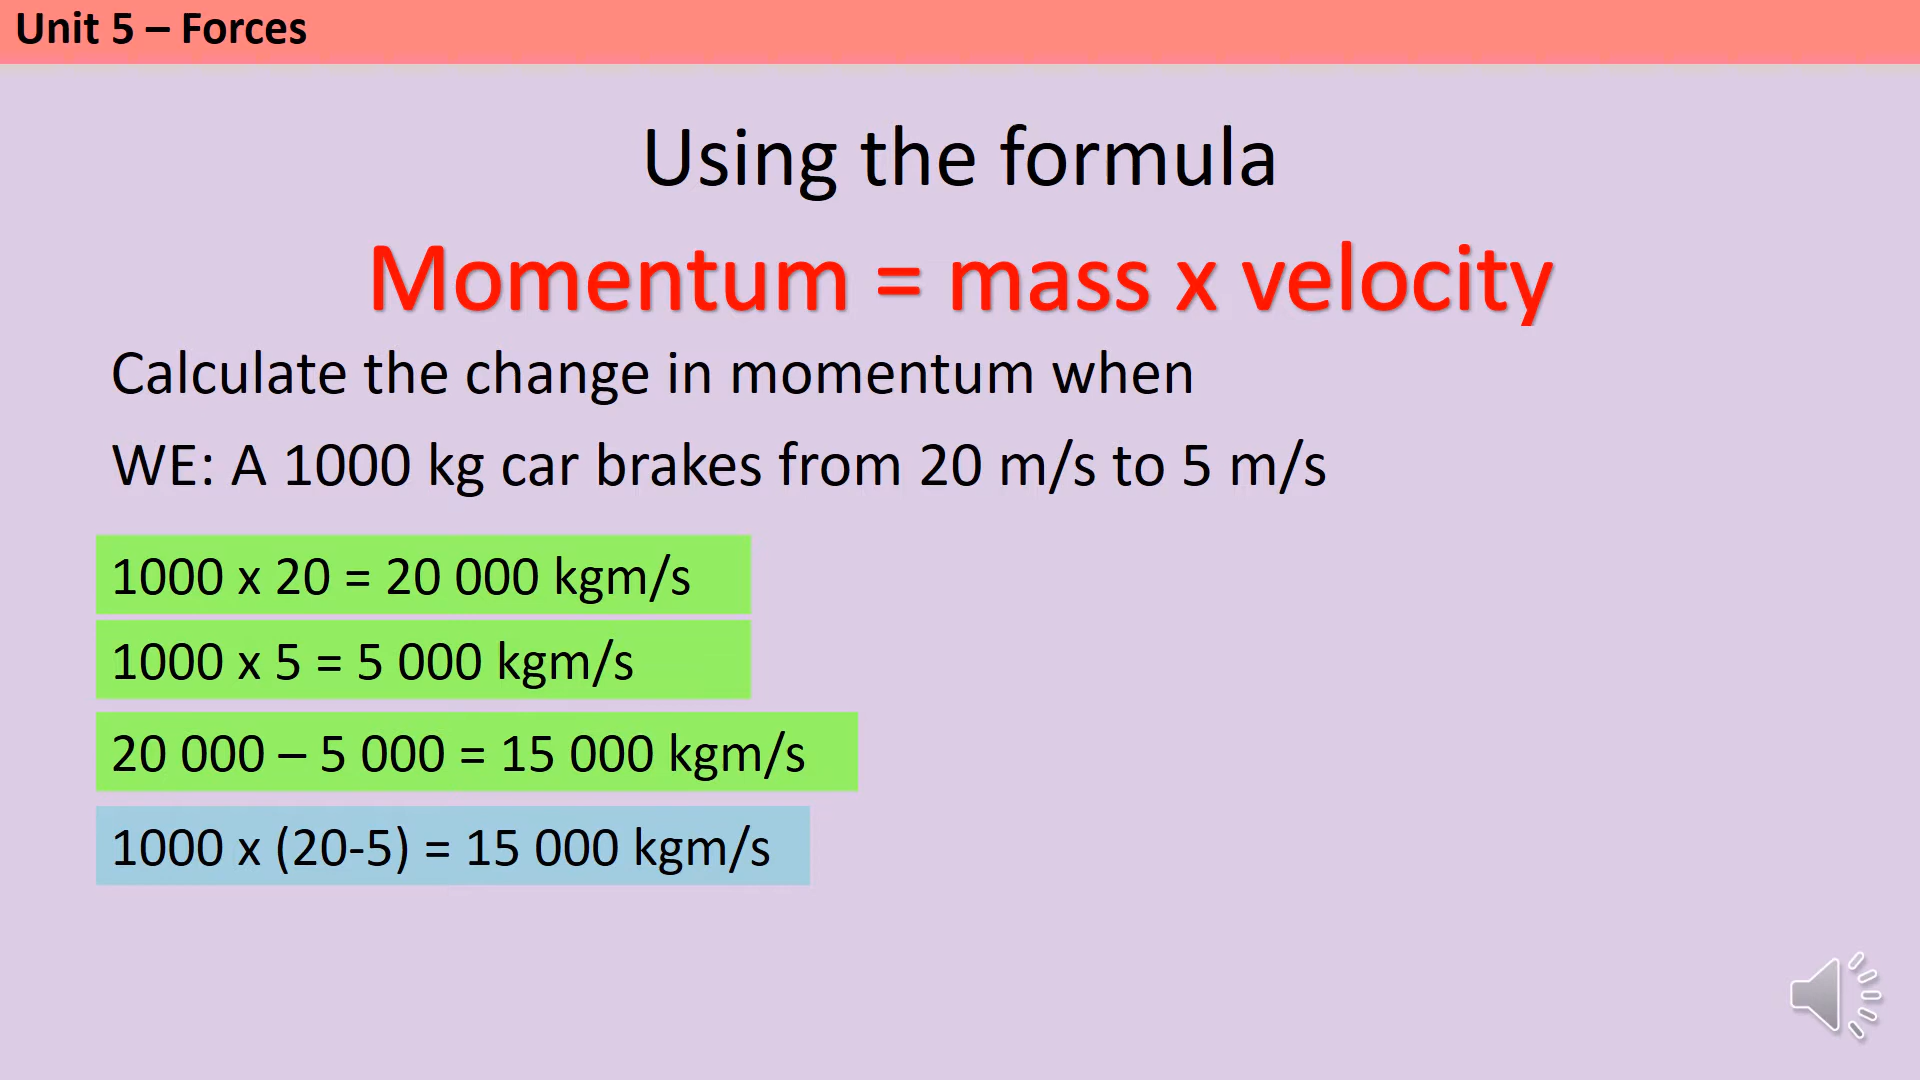 Unit 5 – Forces
Using the formula
Momentum = mass x velocity
Calculate the change in momentum when
WE: A 1000 kg car brakes from 20 m/s to 5 m/s
1000 x 20 = 20 000 kgm/s
1000 x 5 = 5 000 kgm/s
20 000 – 5 000 = 15 000 kgm/s
1000 x (20-5) = 15 000 kgm/s